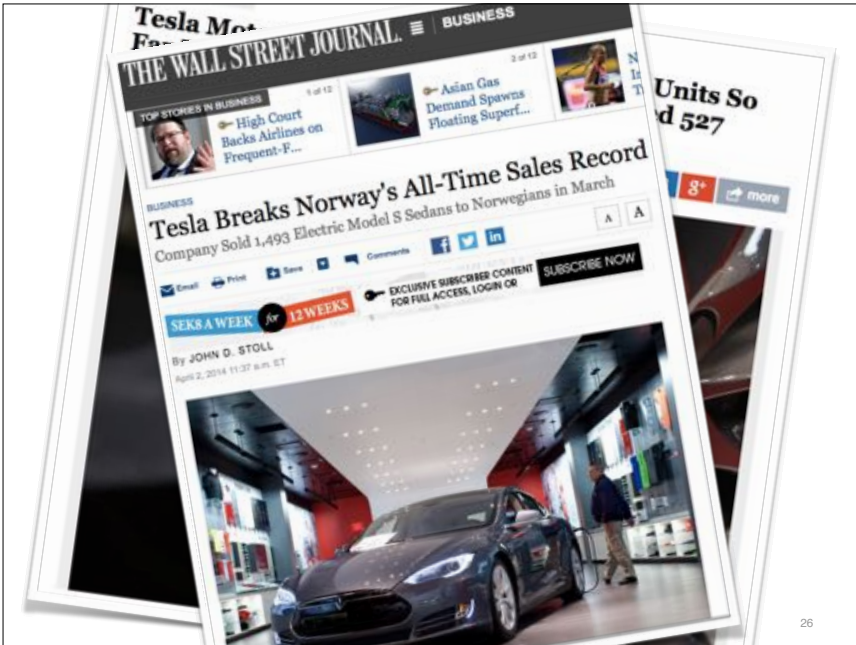 Tesla Mot
Far
THE WALL STREET JOURNAL. BUSINESS
TOP STORIES IN BUSINESS
1 of 12
High Court
Backs Airlines on
Frequent-F...
2 of 12
Asian Gas
Demand Spawns
Floating Superf...
N
In
T
Units So
d 527
g+
more
BUSINESS
Tesla Breaks Norway's All-Time Sales Record
Company Sold 1,493 Electric Model S Sedans to Norwegians in March
A A
Email Print Save Comments f in
SEK8 A WEEK for 12 WEEKS
EXCLUSIVE SUBSCRIBER CONTENT
FOR FULL ACCESS, LOGIN OR
SUBSCRIBE NOW
By JOHN D. STOLL
April 2, 2014 11:37 a.m. ET
26